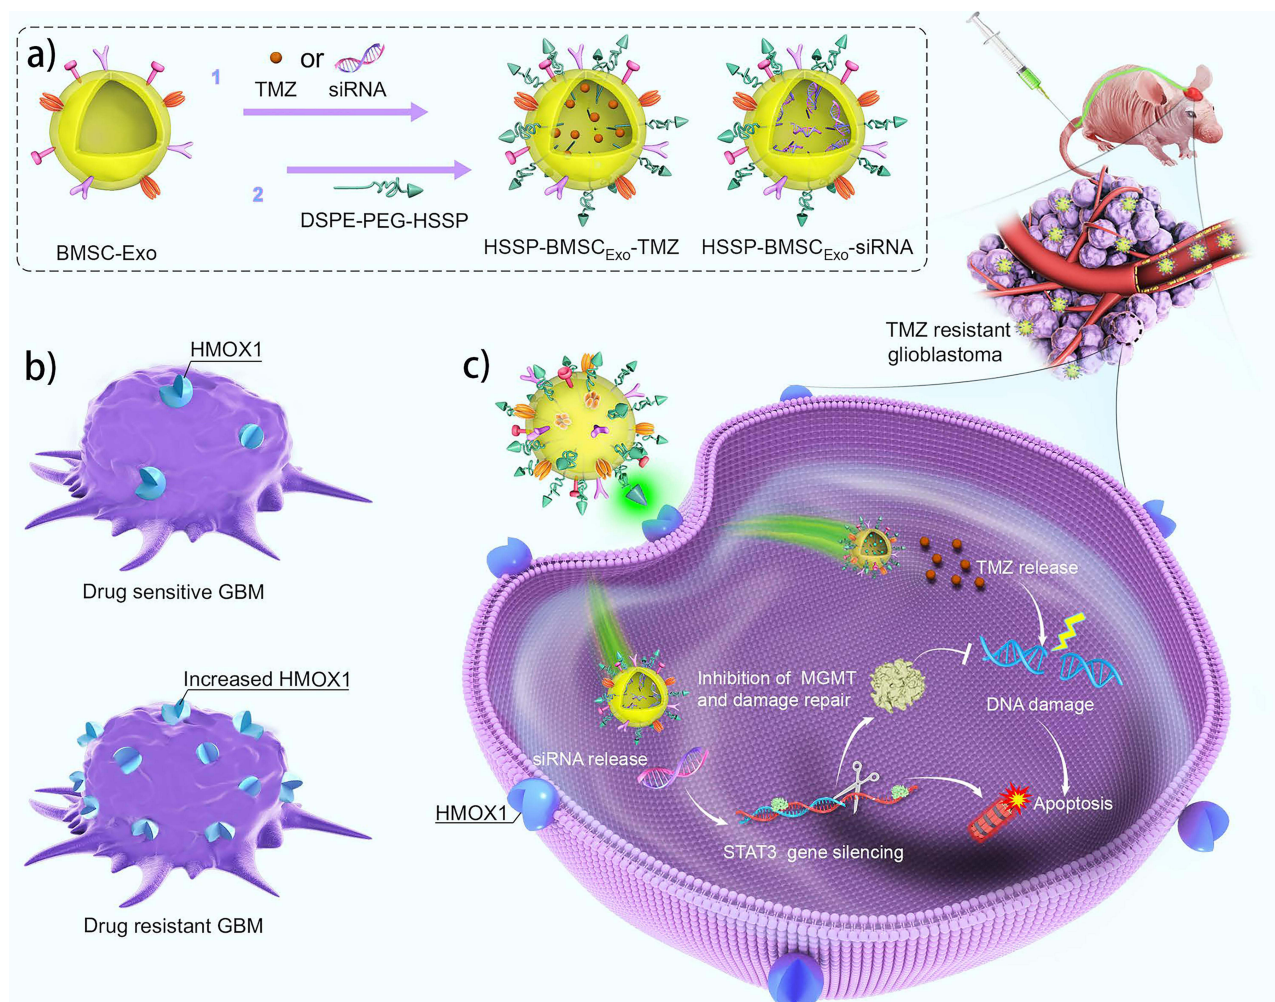 a)
1
TMZ or siRNA
2
DSPE-PEG-HSSP
BMSC-Exo
HSSP-BMSCExo-TMZ
HSSP-BMSCExo-siRNA
TMZ resistant
glioblastoma
b)
HMOX1
Drug sensitive GBM
Increased HMOX1
Drug resistant GBM
c)
TMZ release
Inhibition of MGMT
and damage repair
DNA damage
siRNA release
HMOX1
Apoptosis
STAT3 gene silencing